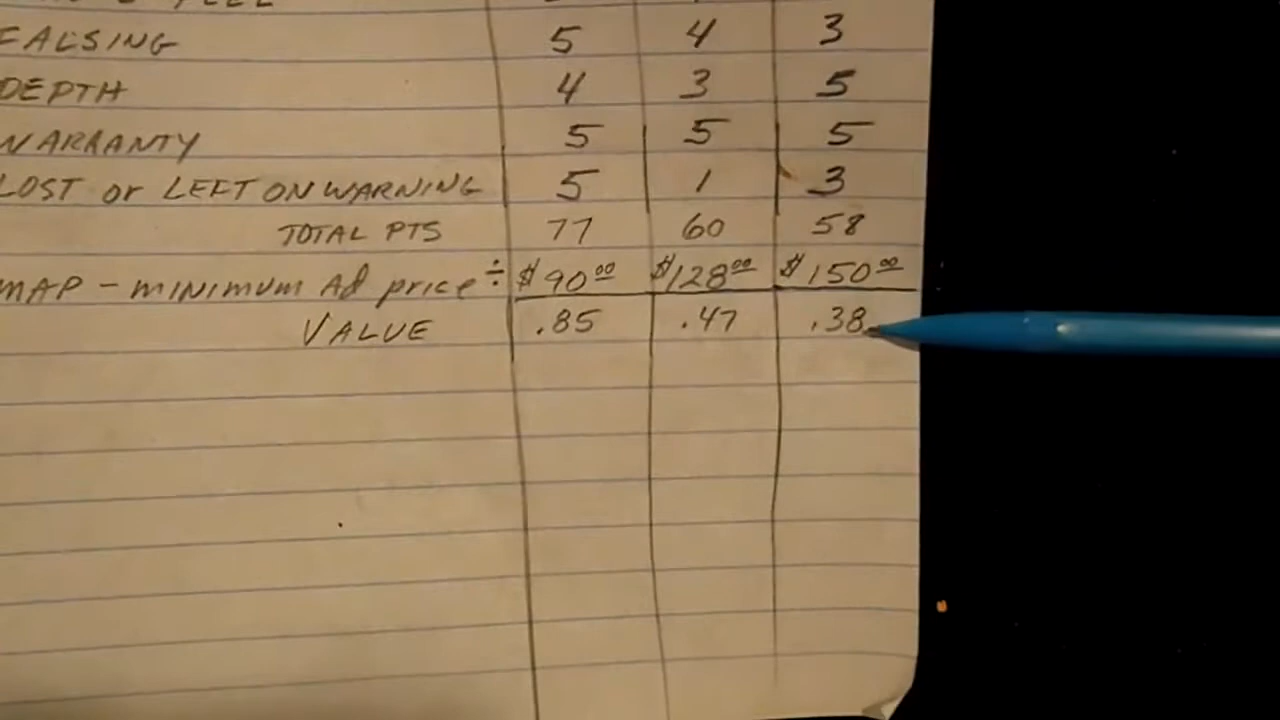 FALSING 5 4 3
DEPTH 4 3 5
WARRANTY 5 5 5
LOST or LEFT ON WARNING 5 1 3
TOTAL PTS 77 60 58
MAP - minimum Ad price ÷ $90.00 $128.00 $150.00
VALUE .85 .47 .38